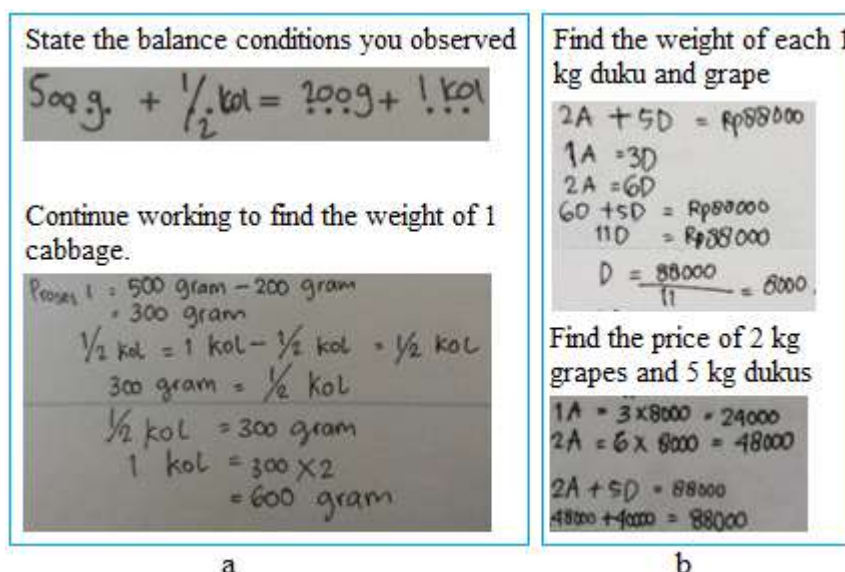 State the balance conditions you observed
500 g. + 1/2 kol = 200g + 1 kol
Continue working to find the weight of 1
cabbage.
Proses 1 : 500 gram - 200 gram
= 300 gram
1/2 kol = 1 kol - 1/2 kol = 1/2 kol
300 gram = 1/2 kol
1/2 kol = 300 gram
1 kol = 300 x 2
= 600 gram
a
Find the weight of each 1
kg duku and grape
2A + 5D = Rp88000
1A = 3D
2A = 6D
6D + 5D = Rp88000
11D = Rp88000
D = 88000/11 = 8000.
Find the price of 2 kg
grapes and 5 kg dukus
1A = 3x8000 = 24000
2A = 6 x 8000 = 48000
2A + 5D = 88000
48000 + 40000 = 88000
b